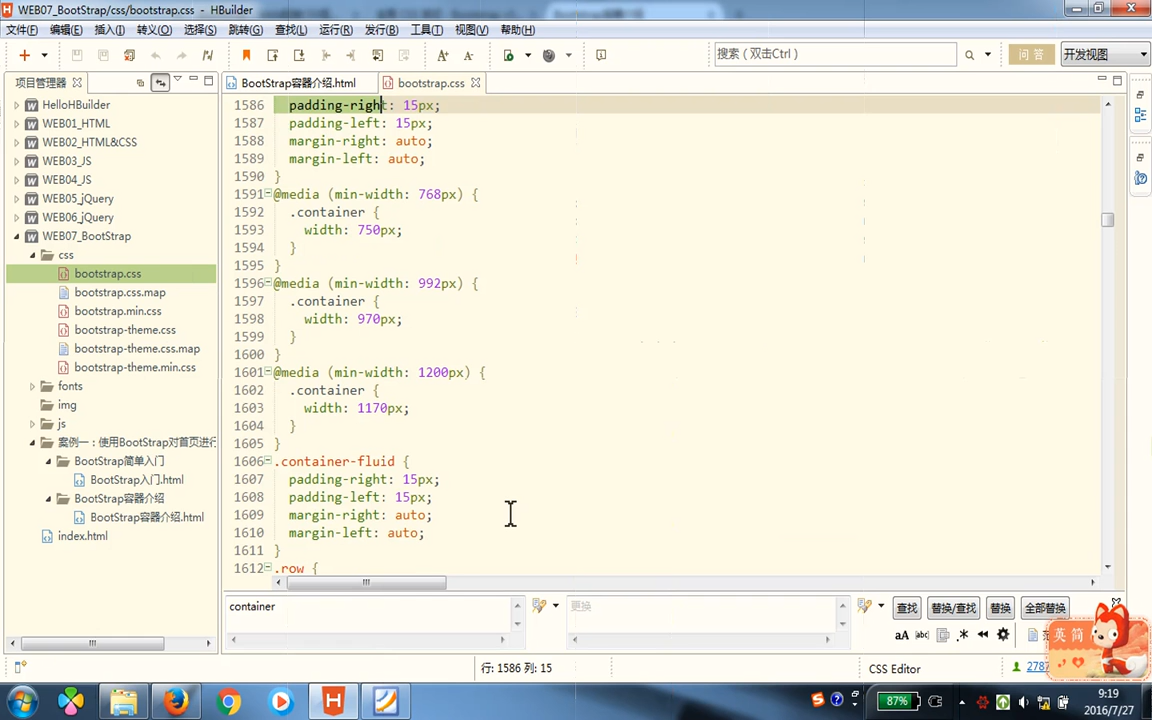 WEB07_BootStrap/css/bootstrap.css - HBuilder
文件(F) 编辑(E) 插入(I) 转义(O) 选择(S) 跳转(G) 查找(L) 运行(R) 发行(B) 工具(T) 视图(V) 帮助(H)
搜索 ( 双击Ctrl ) 问 答 开发视图
项目管理器
BootStrap容器介绍.html bootstrap.css
HelloHBuilder
WEB01_HTML
WEB02_HTML&CSS
WEB03_JS
WEB04_JS
WEB05_jQuery
WEB06_jQuery
WEB07_BootStrap
css
bootstrap.css
bootstrap.css.map
bootstrap.min.css
bootstrap-theme.css
bootstrap-theme.css.map
bootstrap-theme.min.css
fonts
img
js
案例一：使用BootStrap对首页进行
BootStrap简单入门
BootStrap入门.html
BootStrap容器介绍
BootStrap容器介绍.html
index.html
1586 padding-right: 15px;
1587 padding-left: 15px;
1588 margin-right: auto;
1589 margin-left: auto;
1590 }
1591 @media (min-width: 768px) {
1592 .container {
1593 width: 750px;
1594 }
1595 }
1596 @media (min-width: 992px) {
1597 .container {
1598 width: 970px;
1599 }
1600 }
1601 @media (min-width: 1200px) {
1602 .container {
1603 width: 1170px;
1604 }
1605 }
1606 .container-fluid {
1607 padding-right: 15px;
1608 padding-left: 15px;
1609 margin-right: auto;
1610 margin-left: auto;
1611 }
1612 .row {
container 更换 查找 替换/查找 替换 全部替换
aA abc .*
英 简
行: 1586 列: 15 CSS Editor
87%
9:19
2016/7/27